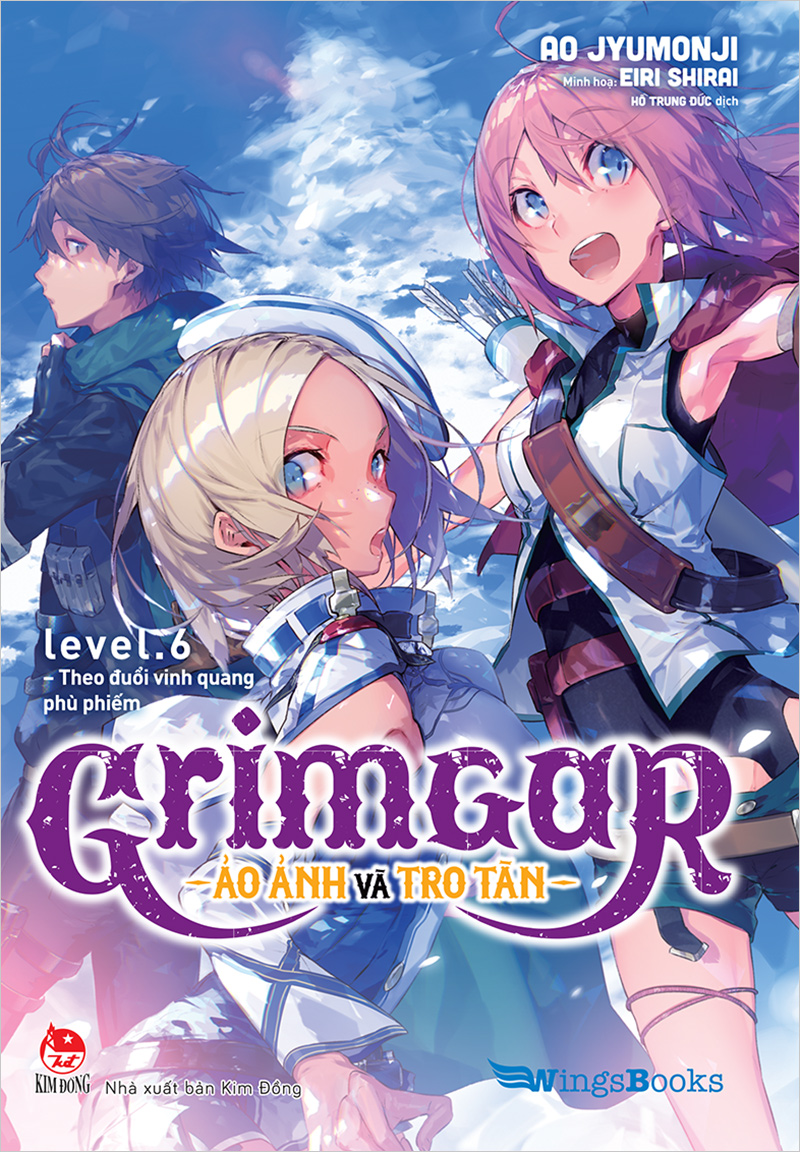 AO JYUMONJI
Minh hoạ: EIRI SHIRAI
HỒ TRUNG ĐỨC dịch
level.6
– Theo đuổi vinh quang
phù phiếm
GRIMGAR
– ẢO ẢNH VÀ TRO TÀN –
KIM ĐỒNG
Nhà xuất bản Kim Đồng
WingsBooks